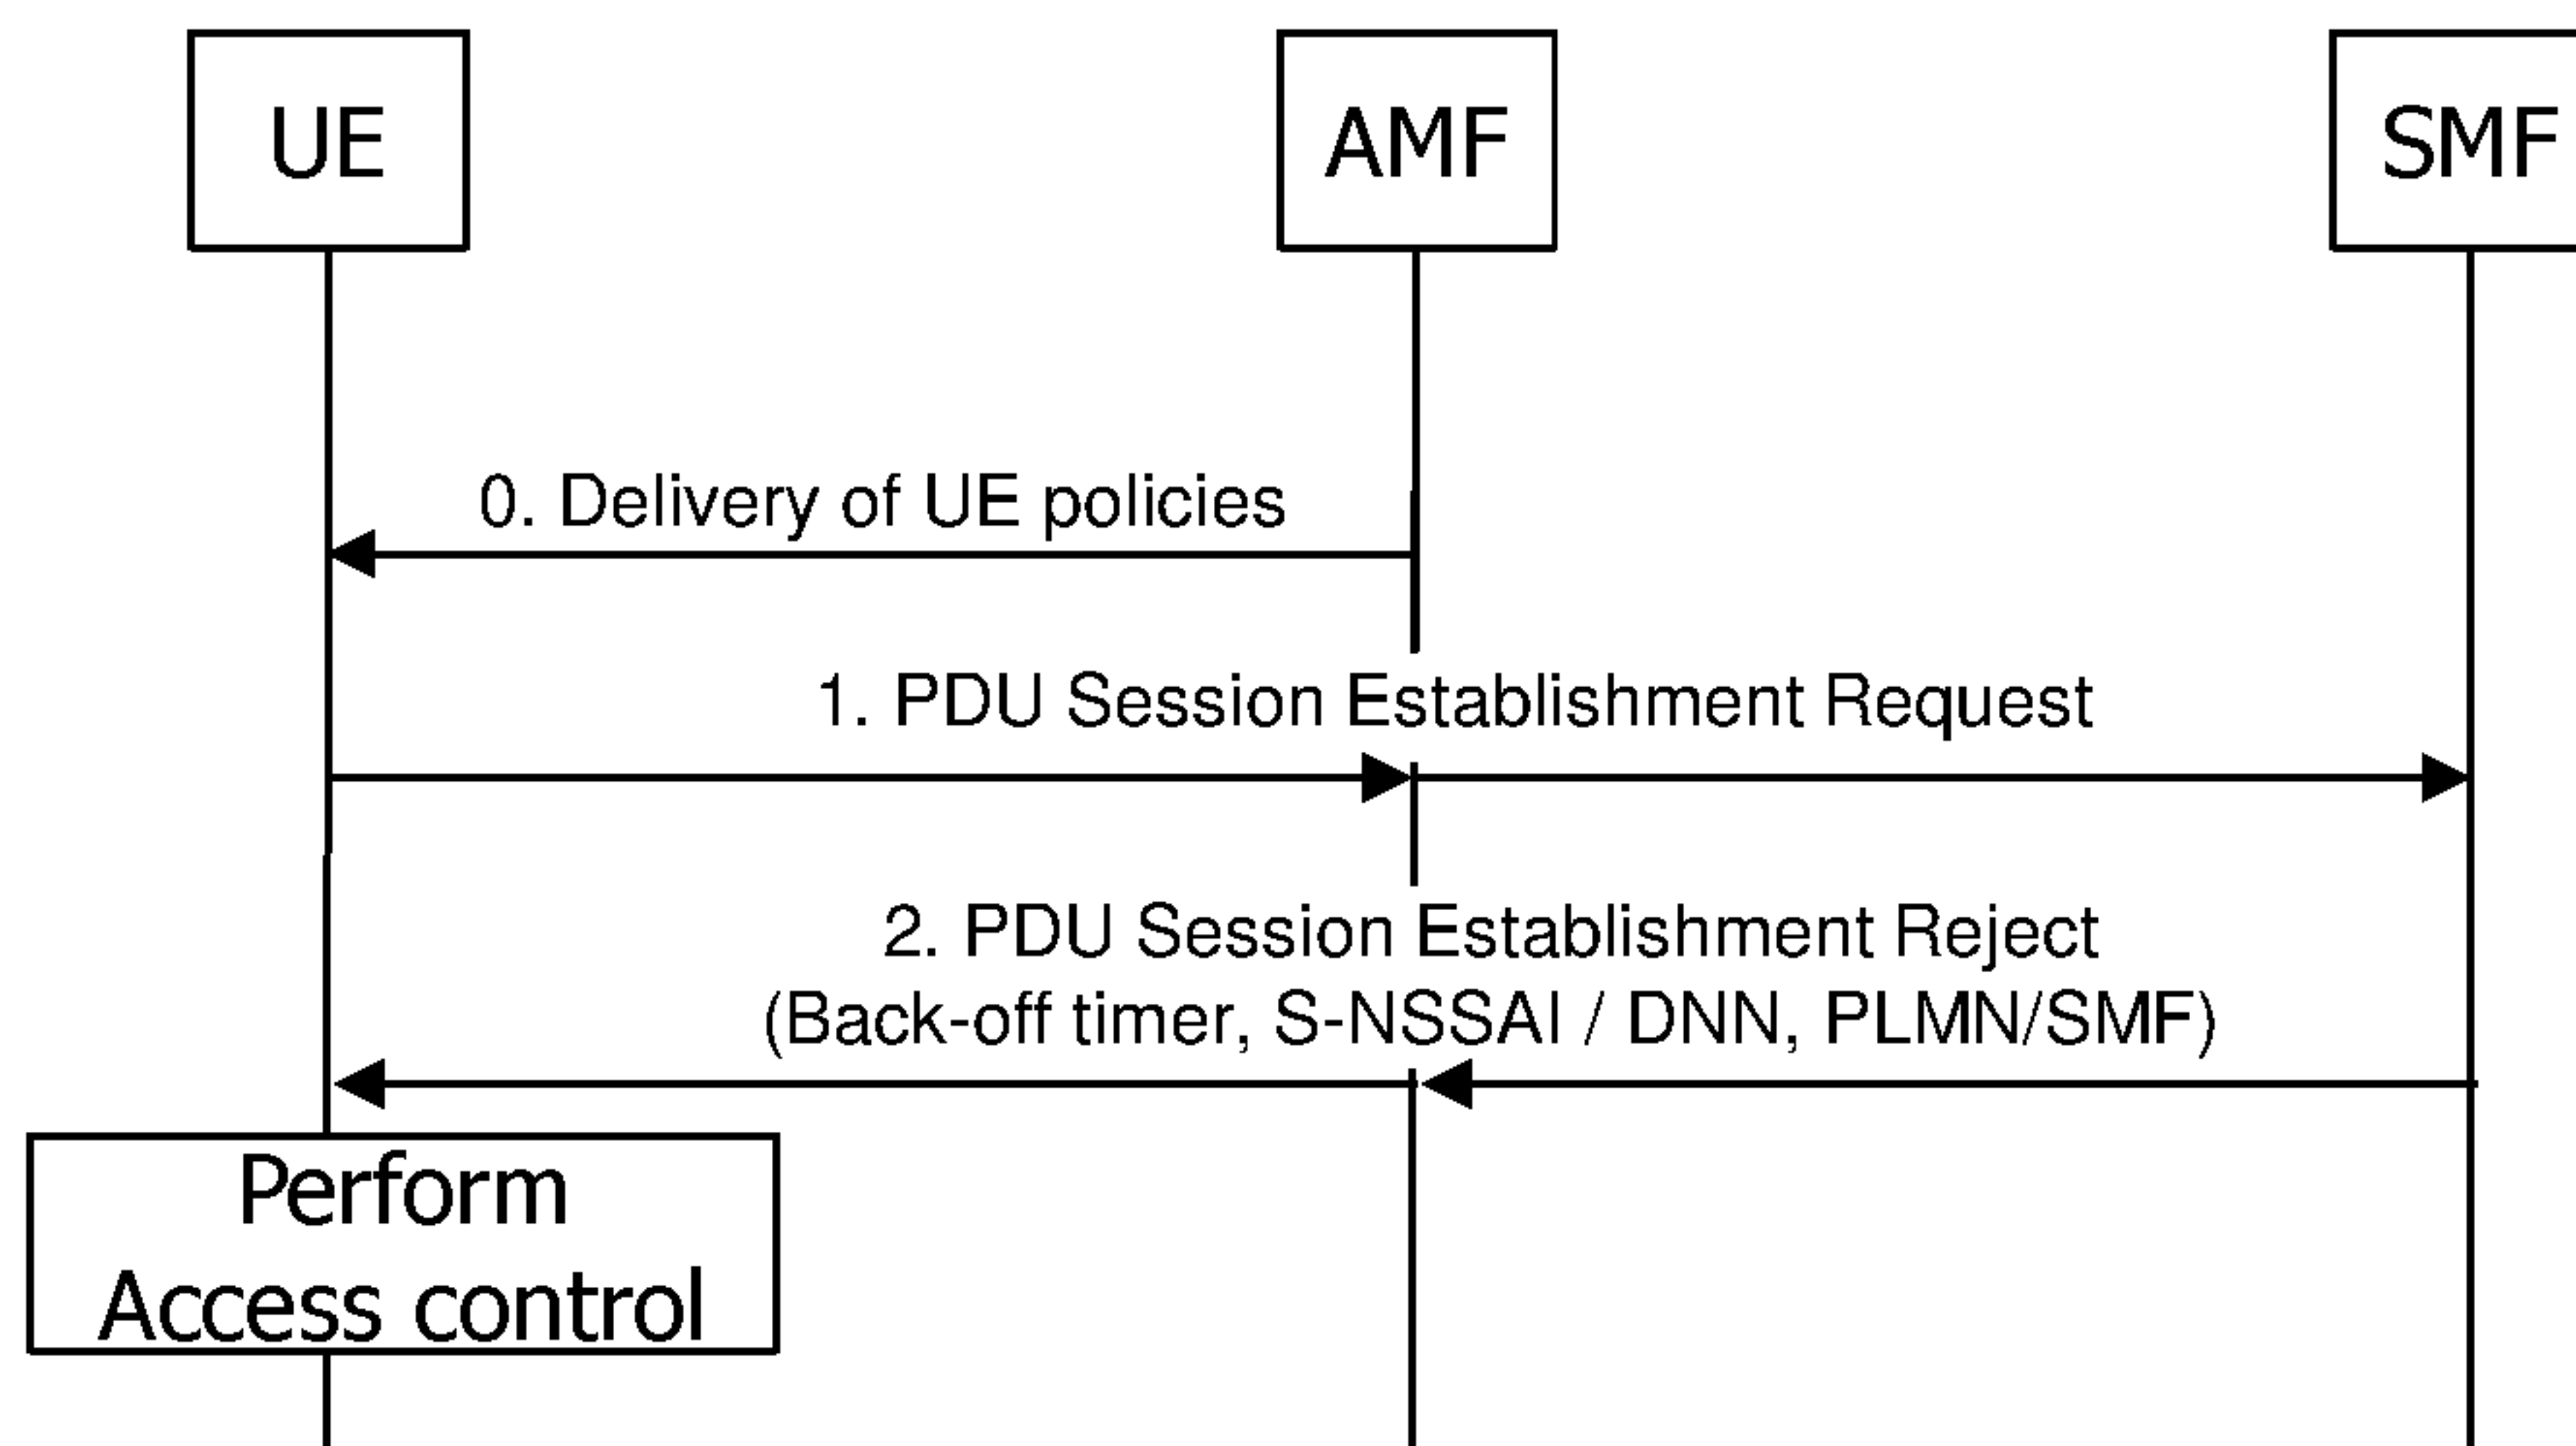 UE
AMF
SMF
0. Delivery of UE policies
1. PDU Session Establishment Request
2. PDU Session Establishment Reject
(Back-off timer, S-NSSAI / DNN, PLMN/SMF)
Perform
Access control